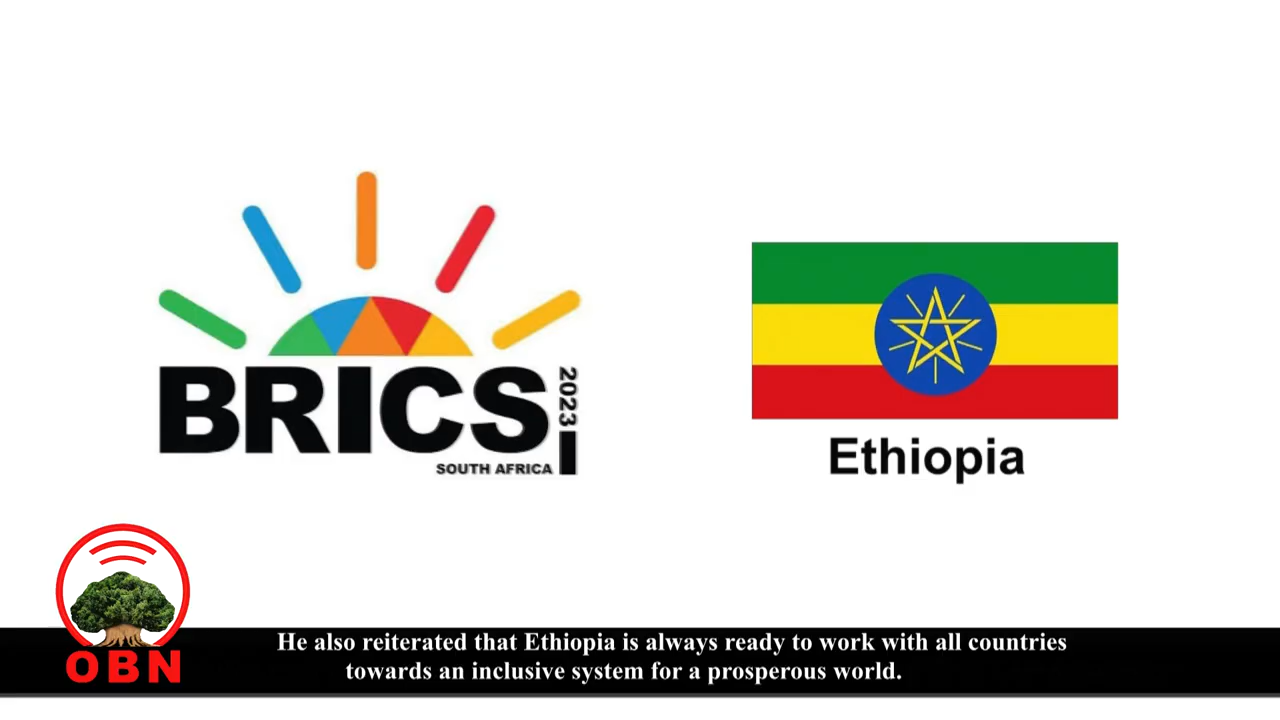 BRICS
2023
SOUTH AFRICA
Ethiopia
OBN
He also reiterated that Ethiopia is always ready to work with all countries
towards an inclusive system for a prosperous world.